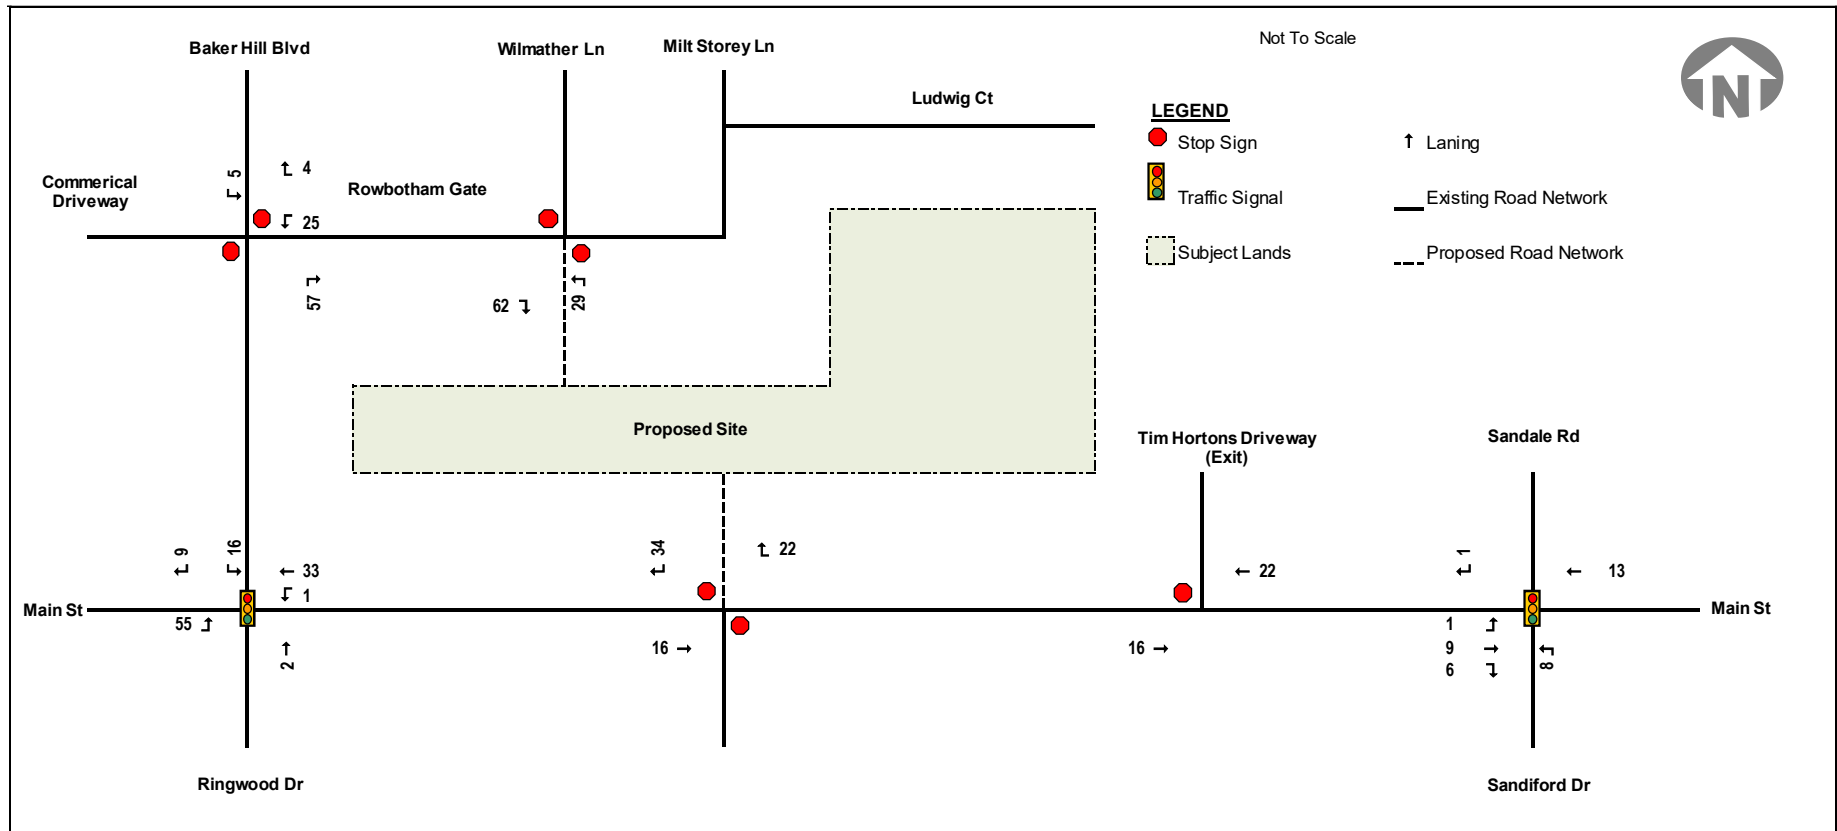 Baker Hill Blvd
Wilmather Ln
Milt Storey Ln
Not To Scale
N
Ludwig Ct
LEGEND
Stop Sign
Laning
Traffic Signal
Existing Road Network
Subject Lands
Proposed Road Network
Commerical
Driveway
5
4
Rowbotham Gate
25
57
62
29
Proposed Site
Tim Hortons Driveway
(Exit)
Sandale Rd
9
16
33
1
34
22
22
1
13
Main St
Main St
55
2
16
16
1
9
6
8
Ringwood Dr
Sandiford Dr